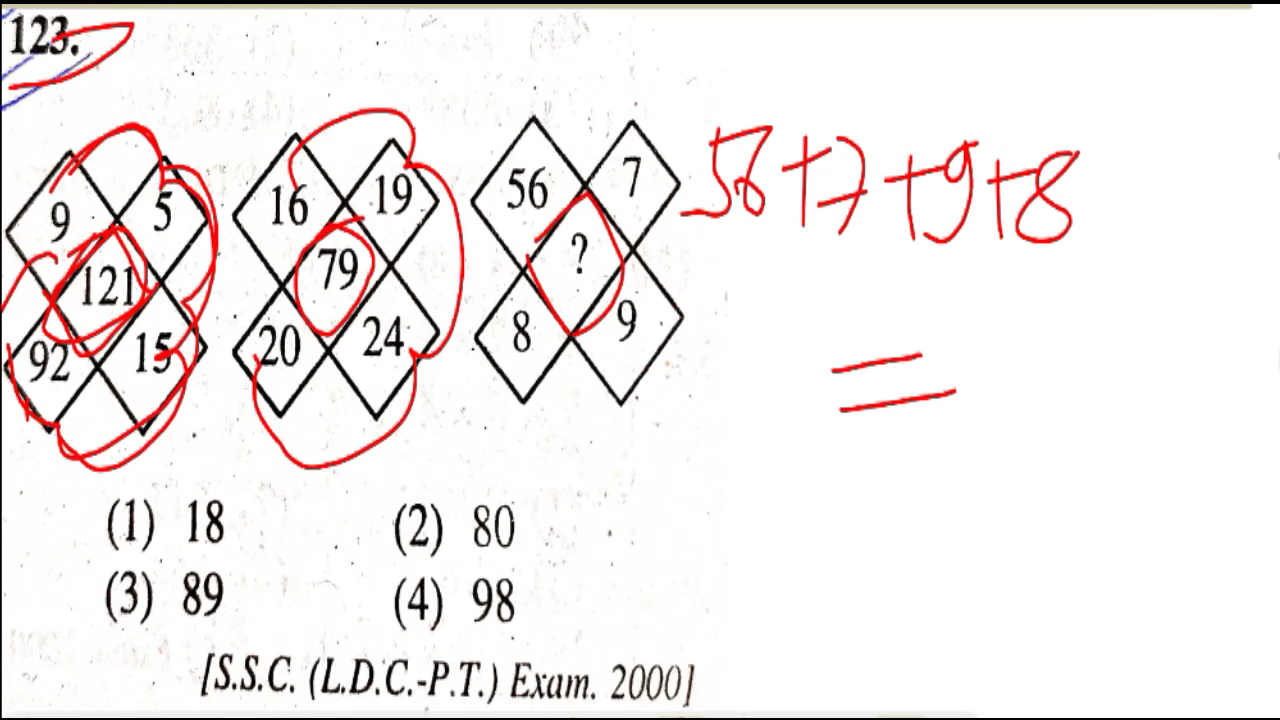 123.
9 5 121 92 15
16 19 79 20 24
56 7 ? 8 9
56+7+9+8
=
(1) 18 (2) 80
(3) 89 (4) 98
[S.S.C. (L.D.C.-P.T.) Exam. 2000]